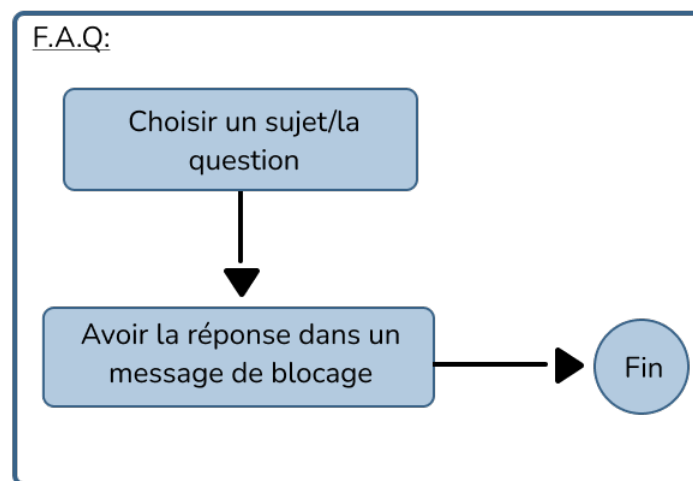 F.A.Q:
Choisir un sujet/la
question
Avoir la réponse dans un
message de blocage
Fin